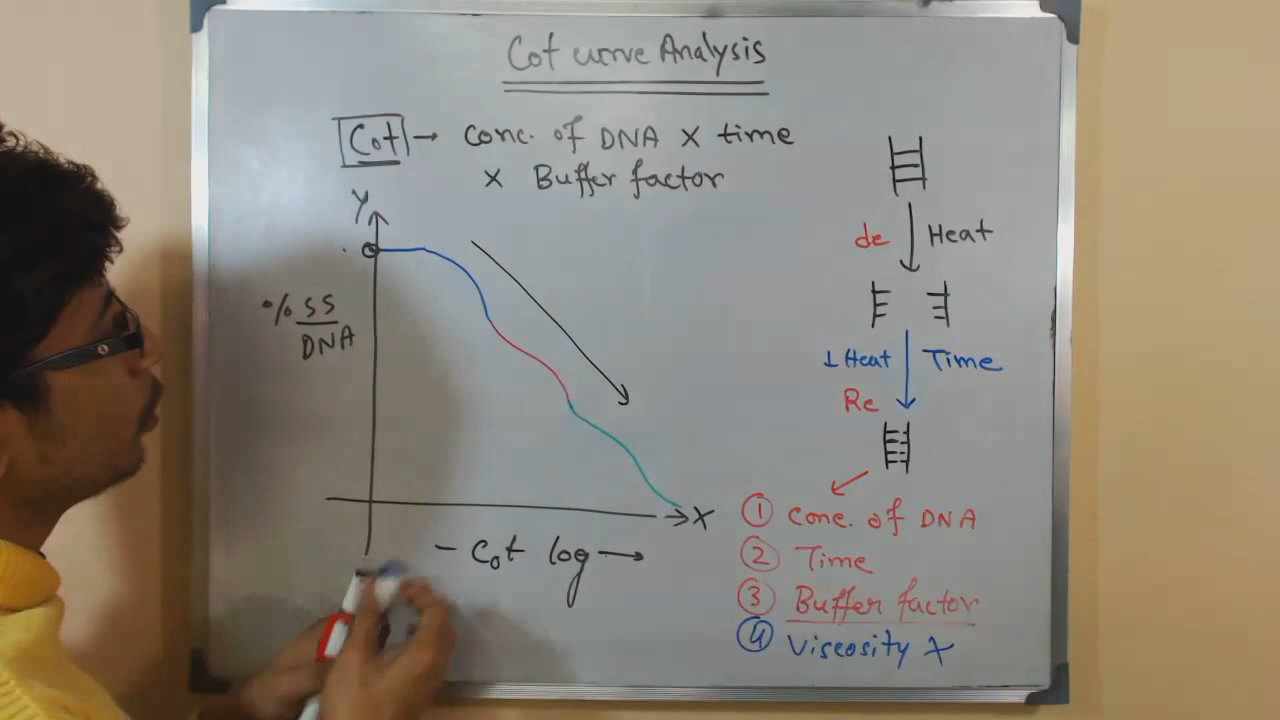 Cot curve Analysis
Cot → Conc. of DNA X time
X Buffer factor
Y
% SS
DNA
X
- Cot log →
de Heat
↓ Heat Time
Re
① Conc. of DNA
② Time
③ Buffer factor
④ Viscosity X